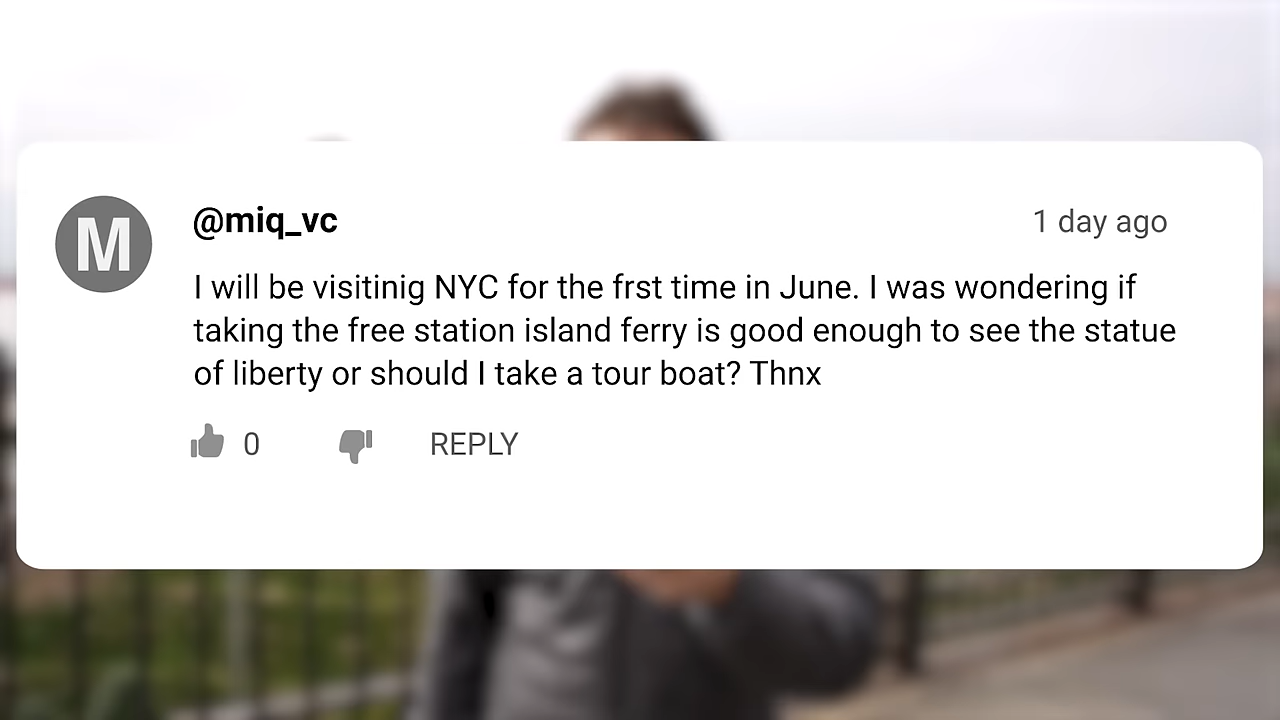 M
@miq_vc
1 day ago
I will be visitinig NYC for the frst time in June. I was wondering if
taking the free station island ferry is good enough to see the statue
of liberty or should I take a tour boat? Thnx
0
REPLY